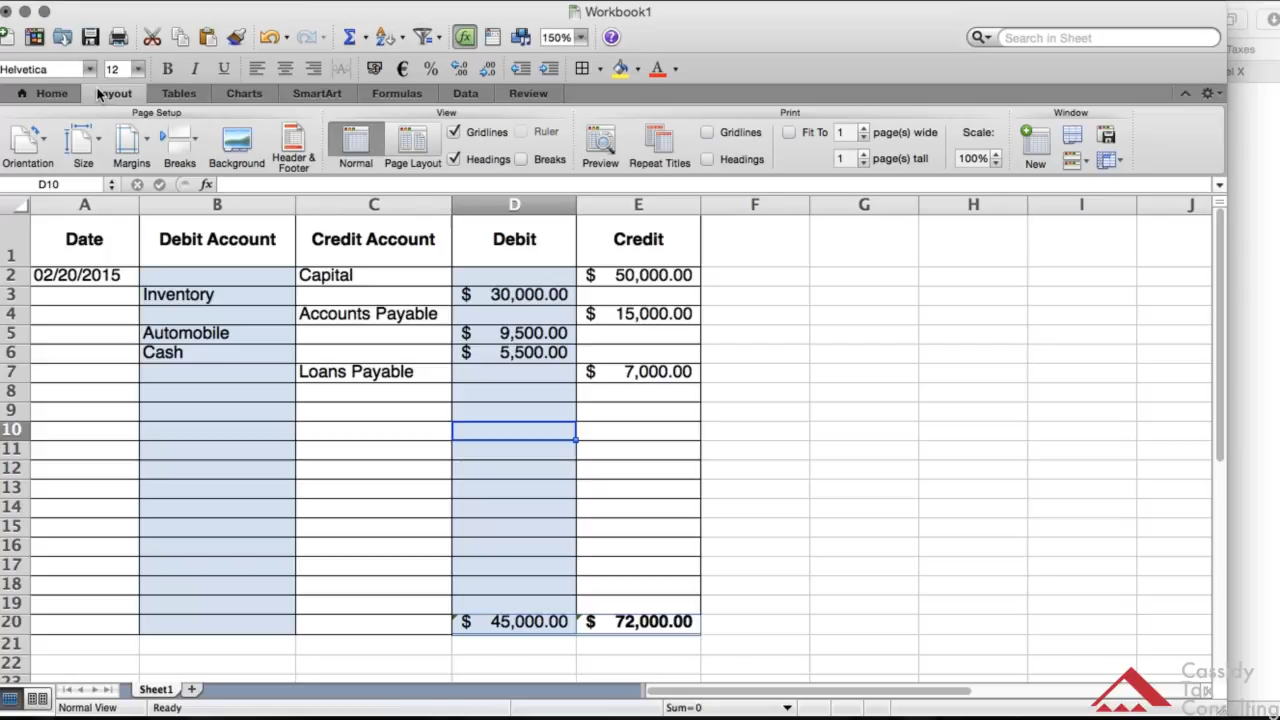 Workbook1
150%
Search in Sheet
Taxes
X
Helvetica 12
Home Layout Tables Charts SmartArt Formulas Data Review
Page Setup View Print Window
Gridlines Ruler Gridlines Fit To 1 page(s) wide Scale:
Headings Breaks Headings 1 page(s) tall 100%
Orientation Size Margins Breaks Background Header & Footer Normal Page Layout Preview Repeat Titles New
D10 fx
A B C D E F G H I J
1 Date Debit Account Credit Account Debit Credit
2 02/20/2015 Capital $ 50,000.00
3 Inventory $ 30,000.00
4 Accounts Payable $ 15,000.00
5 Automobile $ 9,500.00
6 Cash $ 5,500.00
7 Loans Payable $ 7,000.00
8
9
10
11
12
13
14
15
16
17
18
19
20 $ 45,000.00 $ 72,000.00
21
22
23
Sheet1
Normal View Ready Sum=0
Cassidy
Tax
Consulting